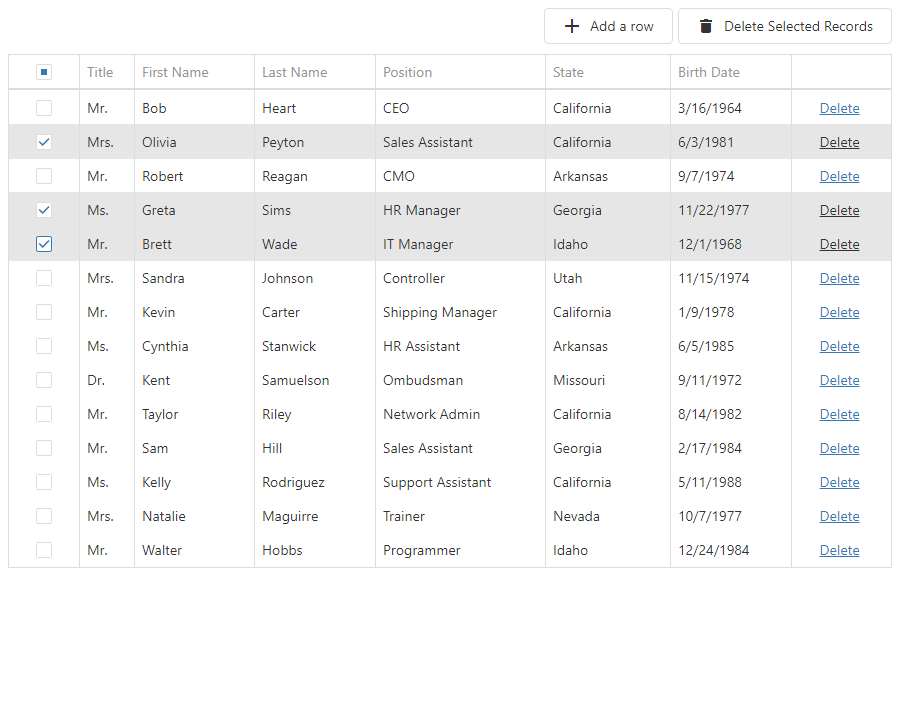 Add a row Delete Selected Records
Title First Name Last Name Position State Birth Date
Mr. Bob Heart CEO California 3/16/1964 Delete
Mrs. Olivia Peyton Sales Assistant California 6/3/1981 Delete
Mr. Robert Reagan CMO Arkansas 9/7/1974 Delete
Ms. Greta Sims HR Manager Georgia 11/22/1977 Delete
Mr. Brett Wade IT Manager Idaho 12/1/1968 Delete
Mrs. Sandra Johnson Controller Utah 11/15/1974 Delete
Mr. Kevin Carter Shipping Manager California 1/9/1978 Delete
Ms. Cynthia Stanwick HR Assistant Arkansas 6/5/1985 Delete
Dr. Kent Samuelson Ombudsman Missouri 9/11/1972 Delete
Mr. Taylor Riley Network Admin California 8/14/1982 Delete
Mr. Sam Hill Sales Assistant Georgia 2/17/1984 Delete
Ms. Kelly Rodriguez Support Assistant California 5/11/1988 Delete
Mrs. Natalie Maguirre Trainer Nevada 10/7/1977 Delete
Mr. Walter Hobbs Programmer Idaho 12/24/1984 Delete